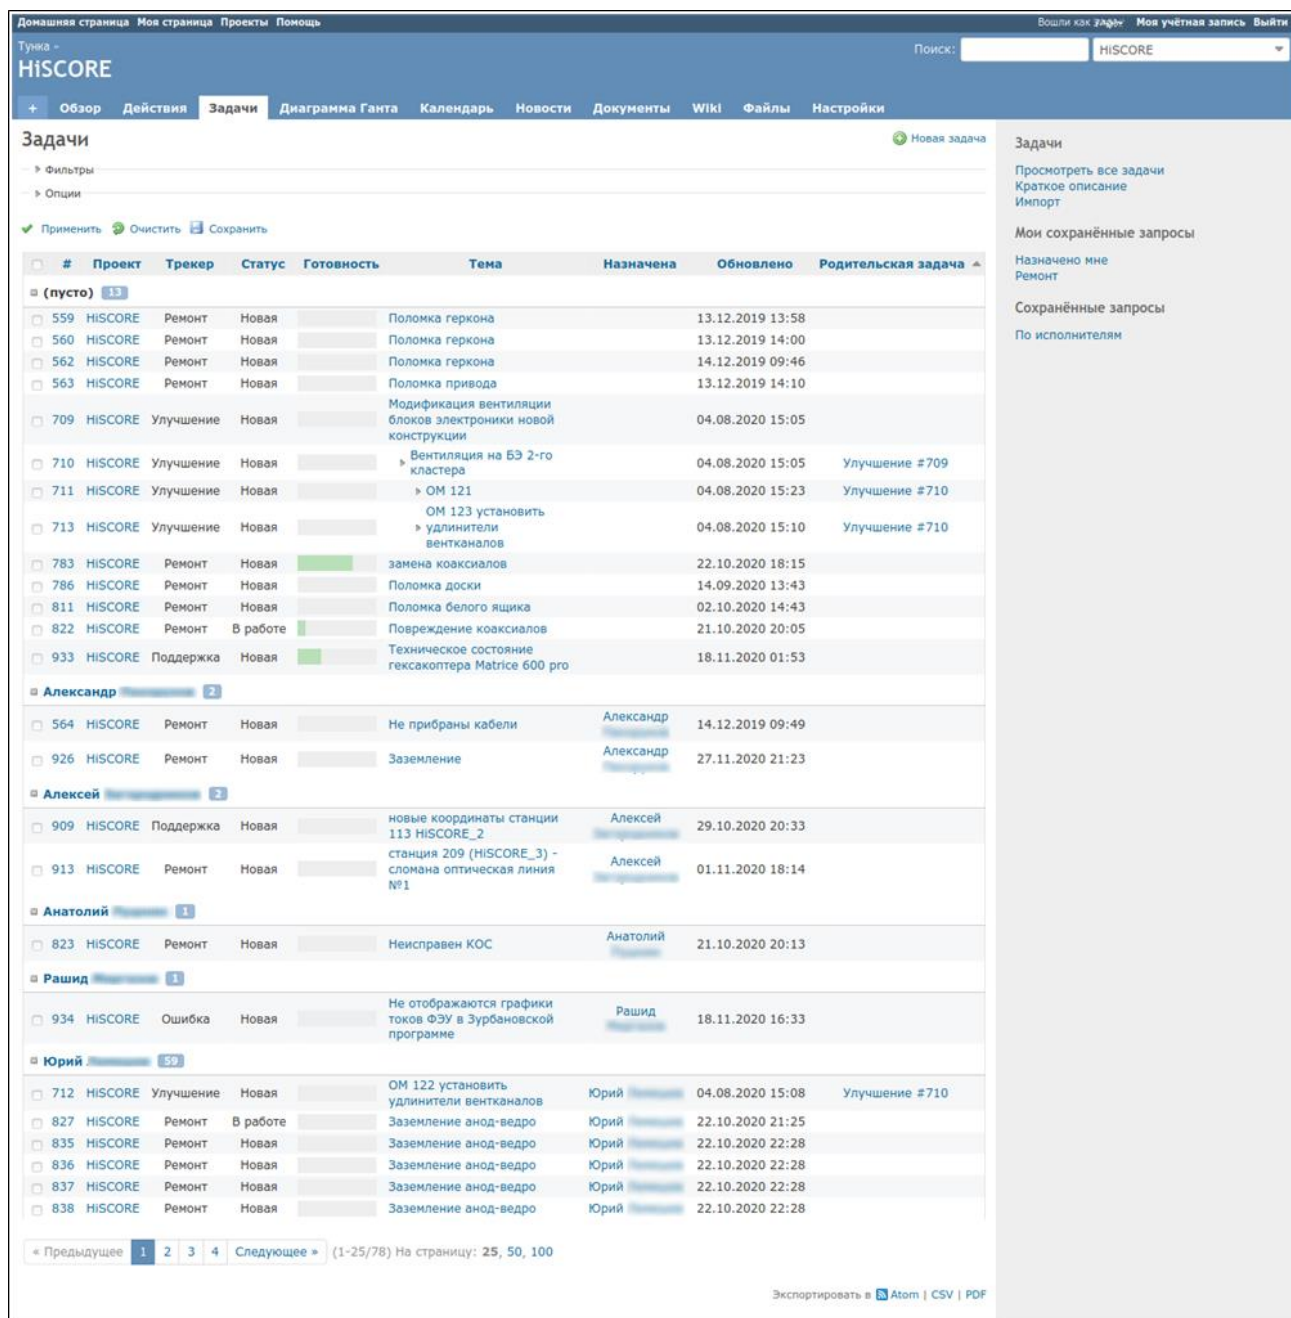 Домашняя страница Моя страница Проекты Помощь Вошли как Моя учётная запись Выйти
Тунка »
HiSCORE
Поиск: HiSCORE
+ Обзор Действия Задачи Диаграмма Ганта Календарь Новости Документы Wiki Файлы Настройки
Задачи
Новая задача
Фильтры
Опции
Применить Очистить Сохранить
# Проект Трекер Статус Готовность Тема Назначена Обновлено Родительская задача
(пусто) 13
559 HiSCORE Ремонт Новая Поломка геркона 13.12.2019 13:58
560 HiSCORE Ремонт Новая Поломка геркона 13.12.2019 14:00
562 HiSCORE Ремонт Новая Поломка геркона 14.12.2019 09:46
563 HiSCORE Ремонт Новая Поломка привода 13.12.2019 14:10
Модификация вентиляции
709 HiSCORE Улучшение Новая блоков электроники новой 04.08.2020 15:05
конструкции
Вентиляция на БЭ 2-го
710 HiSCORE Улучшение Новая 04.08.2020 15:05 Улучшение #709
кластера
711 HiSCORE Улучшение Новая ОМ 121 04.08.2020 15:23 Улучшение #710
ОМ 123 установить
713 HiSCORE Улучшение Новая удлинители 04.08.2020 15:10 Улучшение #710
вентканалов
783 HiSCORE Ремонт Новая замена коаксиалов 22.10.2020 18:15
786 HiSCORE Ремонт Новая Поломка доски 14.09.2020 13:43
811 HiSCORE Ремонт Новая Поломка белого ящика 02.10.2020 14:43
822 HiSCORE Ремонт В работе Повреждение коаксиалов 21.10.2020 20:05
Техническое состояние
933 HiSCORE Поддержка Новая 18.11.2020 01:53
гексакоптера Matrice 600 pro
Александр 2
Александр
564 HiSCORE Ремонт Новая Не прибраны кабели 14.12.2019 09:49
Александр
926 HiSCORE Ремонт Новая Заземление 27.11.2020 21:23
Алексей 2
новые координаты станции Алексей
909 HiSCORE Поддержка Новая 29.10.2020 20:33
113 HiSCORE_2
станция 209 (HiSCORE_3) - Алексей
913 HiSCORE Ремонт Новая сломана оптическая линия 01.11.2020 18:14
№1
Анатолий 1
Анатолий
823 HiSCORE Ремонт Новая Неисправен КОС 21.10.2020 20:13
Рашид 1
Не отображаются графики Рашид
934 HiSCORE Ошибка Новая токов ФЭУ в Зурбановской 18.11.2020 16:33
программе
Юрий 59
ОМ 122 установить
712 HiSCORE Улучшение Новая Юрий 04.08.2020 15:08 Улучшение #710
удлинители вентканалов
827 HiSCORE Ремонт В работе Заземление анод-ведро Юрий 22.10.2020 21:25
835 HiSCORE Ремонт Новая Заземление анод-ведро Юрий 22.10.2020 22:28
836 HiSCORE Ремонт Новая Заземление анод-ведро Юрий 22.10.2020 22:28
837 HiSCORE Ремонт Новая Заземление анод-ведро Юрий 22.10.2020 22:28
838 HiSCORE Ремонт Новая Заземление анод-ведро Юрий 22.10.2020 22:28
« Предыдущее 1 2 3 4 Следующее » (1-25/78) На страницу: 25, 50, 100
Экспортировать в Atom | CSV | PDF
Задачи
Просмотреть все задачи
Краткое описание
Импорт
Мои сохранённые запросы
Назначено мне
Ремонт
Сохранённые запросы
По исполнителям